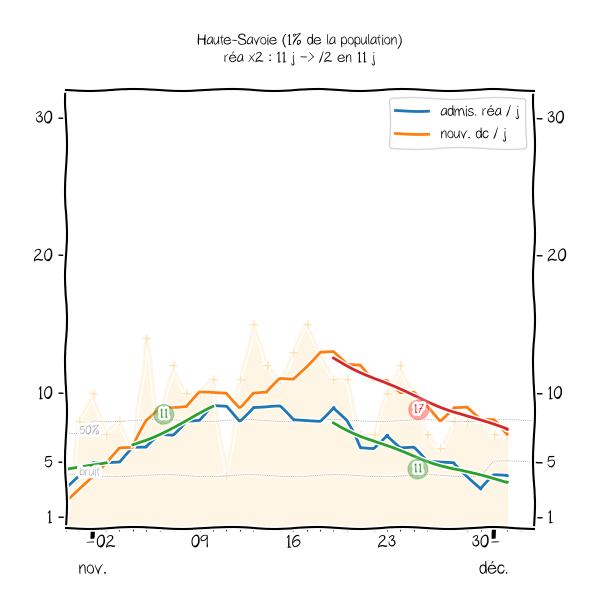 Haute-Savoie (1% de la population)
réa x2 : 11 j -> /2 en 11 j
admis. réa / j
nouv. dc / j
30
30
20
20
10
10
11
17
50%
5
5
bruit
11
1
1
02
09
16
23
30
nov.
déc.